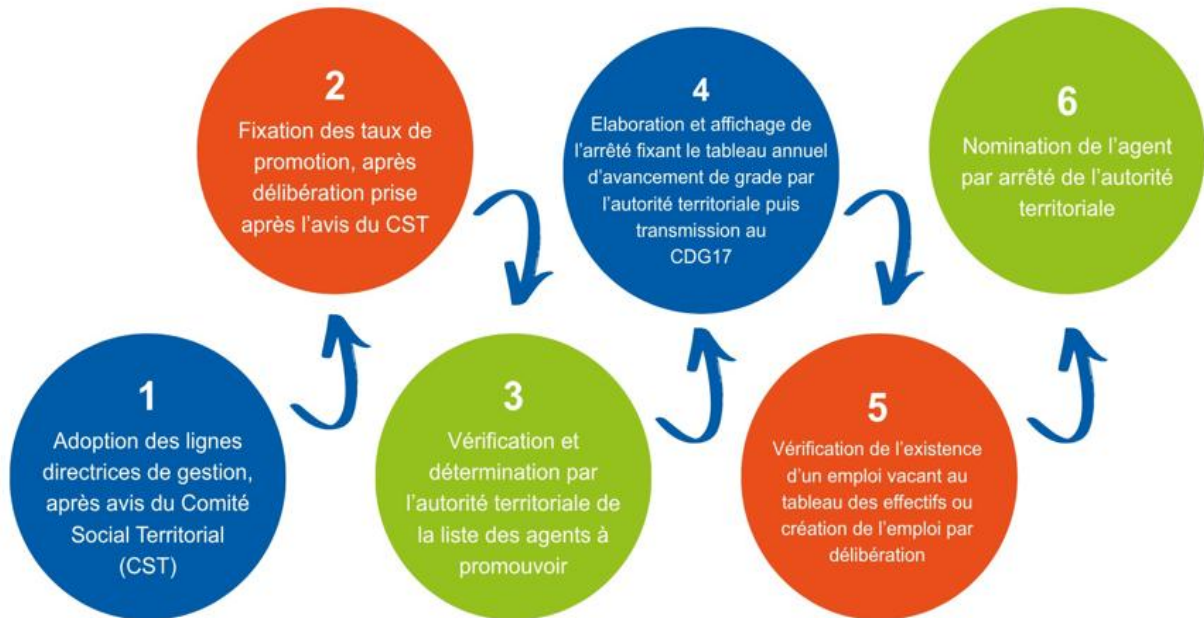 1
Adoption des lignes
directrices de gestion,
après avis du Comité
Social Territorial
(CST)
2
Fixation des taux de
promotion, après
délibération prise
après l'avis du CST
3
Vérification et
détermination par
l'autorité territoriale de
la liste des agents à
promouvoir
4
Elaboration et affichage de
l'arrêté fixant le tableau annuel
d'avancement de grade par
l'autorité territoriale puis
transmission au
CDG17
5
Vérification de l'existence
d'un emploi vacant au
tableau des effectifs ou
création de l'emploi par
délibération
6
Nomination de l'agent
par arrêté de l'autorité
territoriale